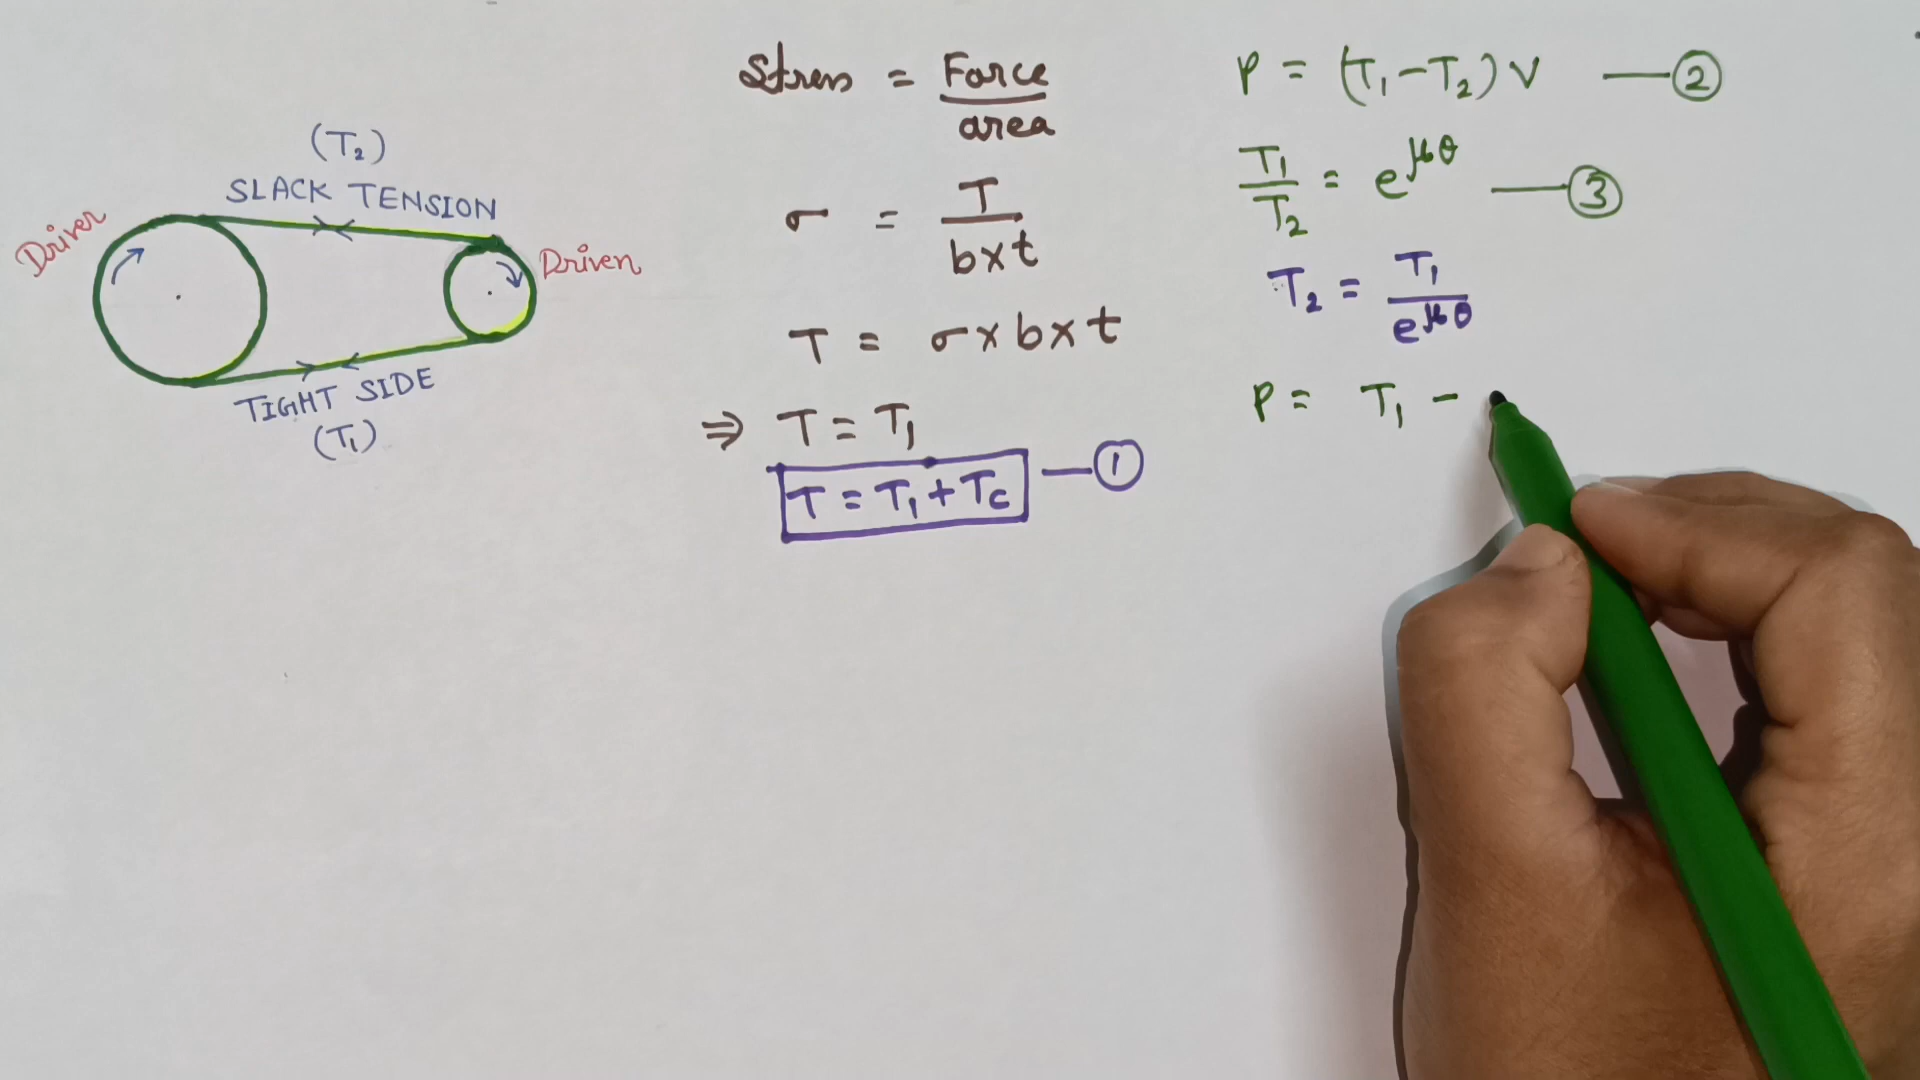 (T₂)
SLACK TENSION
Driver
Driven
TIGHT SIDE
(T₁)
Stress = Force/area
σ = T/b×t
T = σ×b×t
⇒ T = T₁
T = T₁+Tc —①
P = (T₁−T₂)V —②
T₁/T₂ = e^μθ —③
T₂ = T₁/e^μθ
P = T₁ −